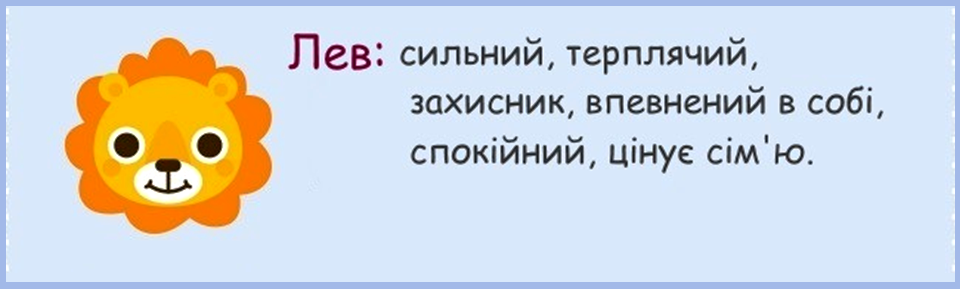 Лев: сильний, терплячий,
захисник, впевнений в собі,
спокійний, цінує сім'ю.